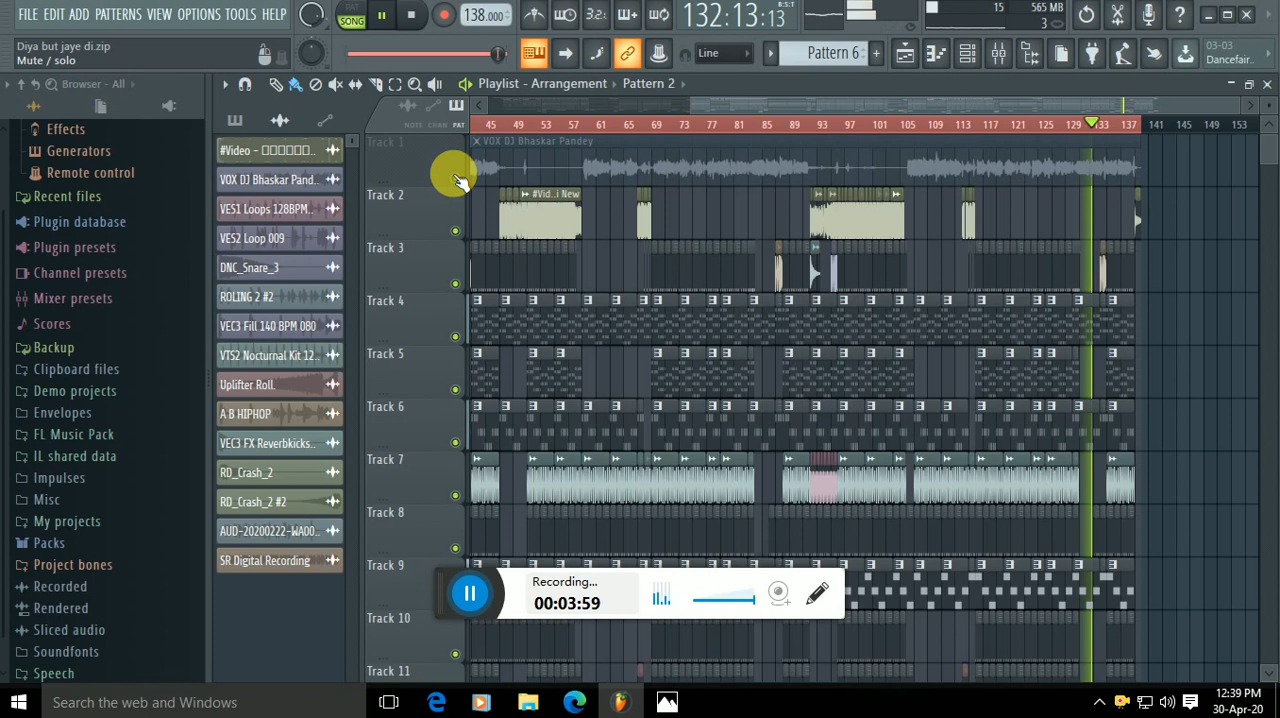 FILE EDIT ADD PATTERNS VIEW OPTIONS TOOLS HELP
PAT
SONG
138.000
3.2:
132:13:13
B:S:T
15
565 MB
3
Diya but jaye di.zip
Mute / solo
Line
Pattern 6
03-03
Dancefair..
Browser - All
Playlist - Arrangement
Pattern 2
NOTE CHAN PAT
45 49 53 57 61 65 69 73 77 81 85 89 93 97 101 105 109 113 117 121 125 129 133 137 141 145 149 153
Effects
Generators
Remote control
Recent files
Plugin database
Plugin presets
Channel presets
Mixer presets
Scores
Backup
Clipboard files
Demo projects
Envelopes
FL Music Pack
IL shared data
Impulses
Misc
My projects
Packs
Project bones
Recorded
Rendered
Sliced audio
Soundfonts
Speech
#Video - □□□□□..
VOX DJ Bhaskar Pand..
VES1 Loops 128BPM..
VES2 Loop 009
DNC_Snare_3
ROLING 2 #2
VEC3 Fill 140 BPM 080
VTS2 Nocturnal Kit 12..
Uplifter Roll.
A B HIPHOP
VEC3 FX Reverbkicks..
RD_Crash_2
RD_Crash_2 #2
AUD-20200222-WA00..
SR Digital Recording
Track 1
VOX DJ Bhaskar Pandey
Track 2
#Vid..i New
Track 3
Track 4
Track 5
Track 6
Track 7
Track 8
Track 9
Track 10
Track 11
Recording...
00:03:59
Search the web and Windows
12:39 PM
30-Apr-20